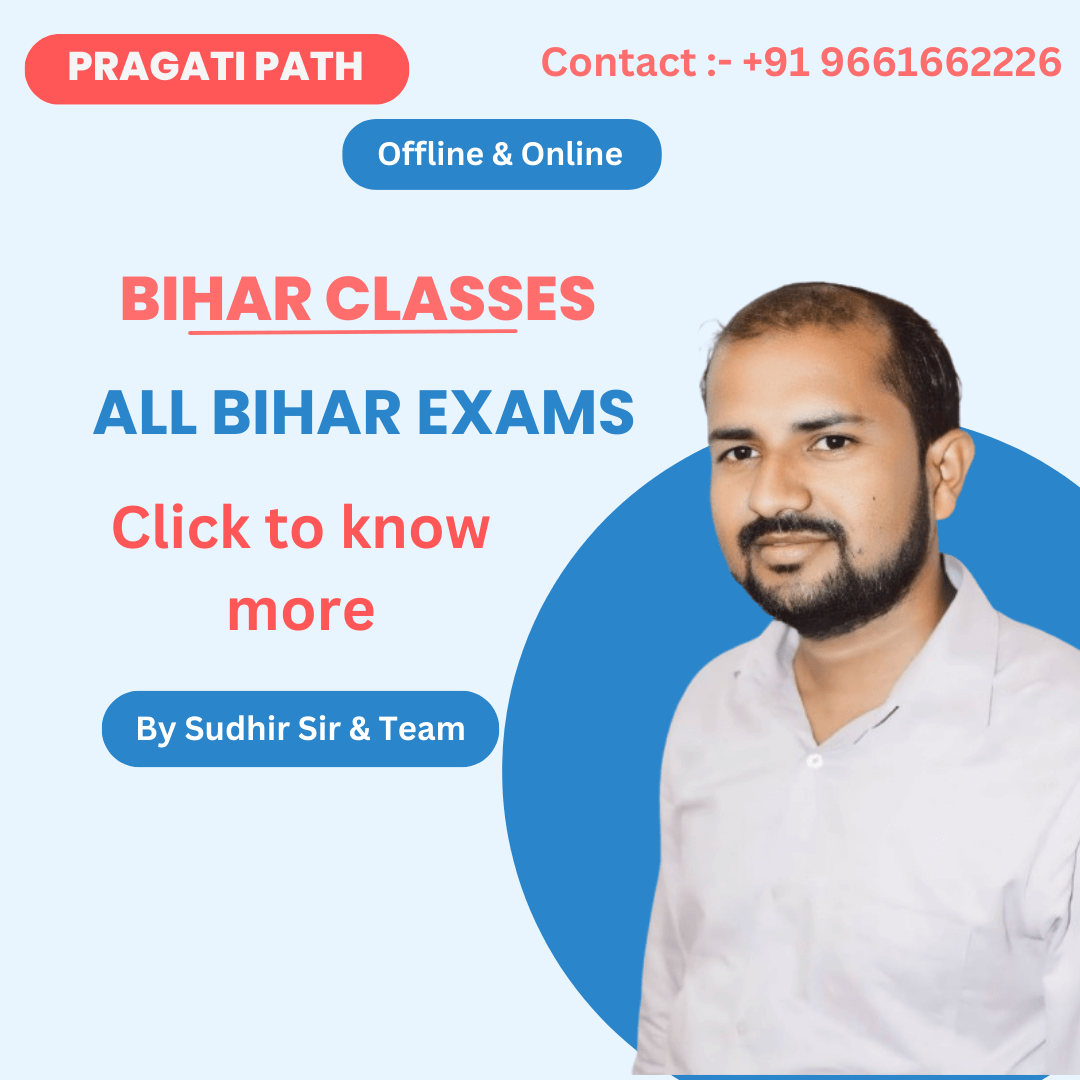 PRAGATI PATH
Contact :- +91 9661662226
Offline & Online
BIHAR CLASSES
ALL BIHAR EXAMS
Click to know
more
By Sudhir Sir & Team